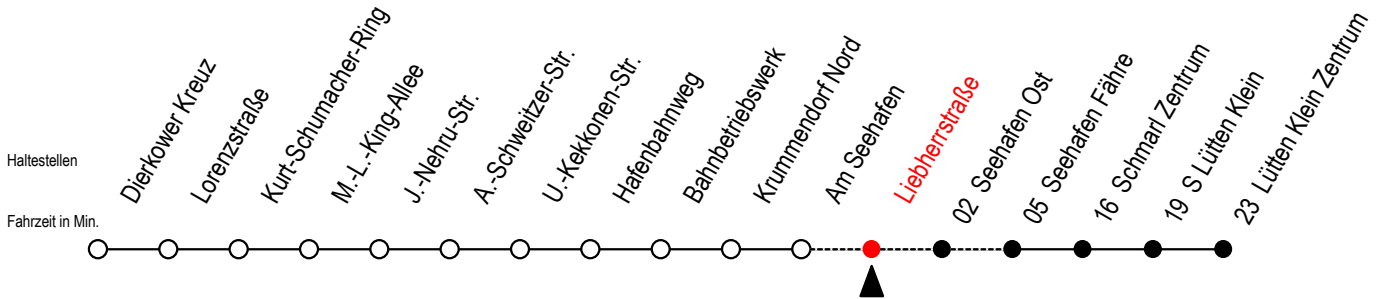 Haltestellen
Fahrzeit in Min.
Dierkower Kreuz
Lorenzstraße
Kurt-Schumacher-Ring
M.-L.-King-Allee
J.-Nehru-Str.
A.-Schweitzer-Str.
U.-Kekkonen-Str.
Hafenbahnweg
Bahnbetriebswerk
Krummendorf Nord
Am Seehafen
Liebherrstraße
02 Seehafen Ost
05 Seehafen Fähre
16 Schmarl Zentrum
19 S Lütten Klein
23 Lütten Klein Zentrum